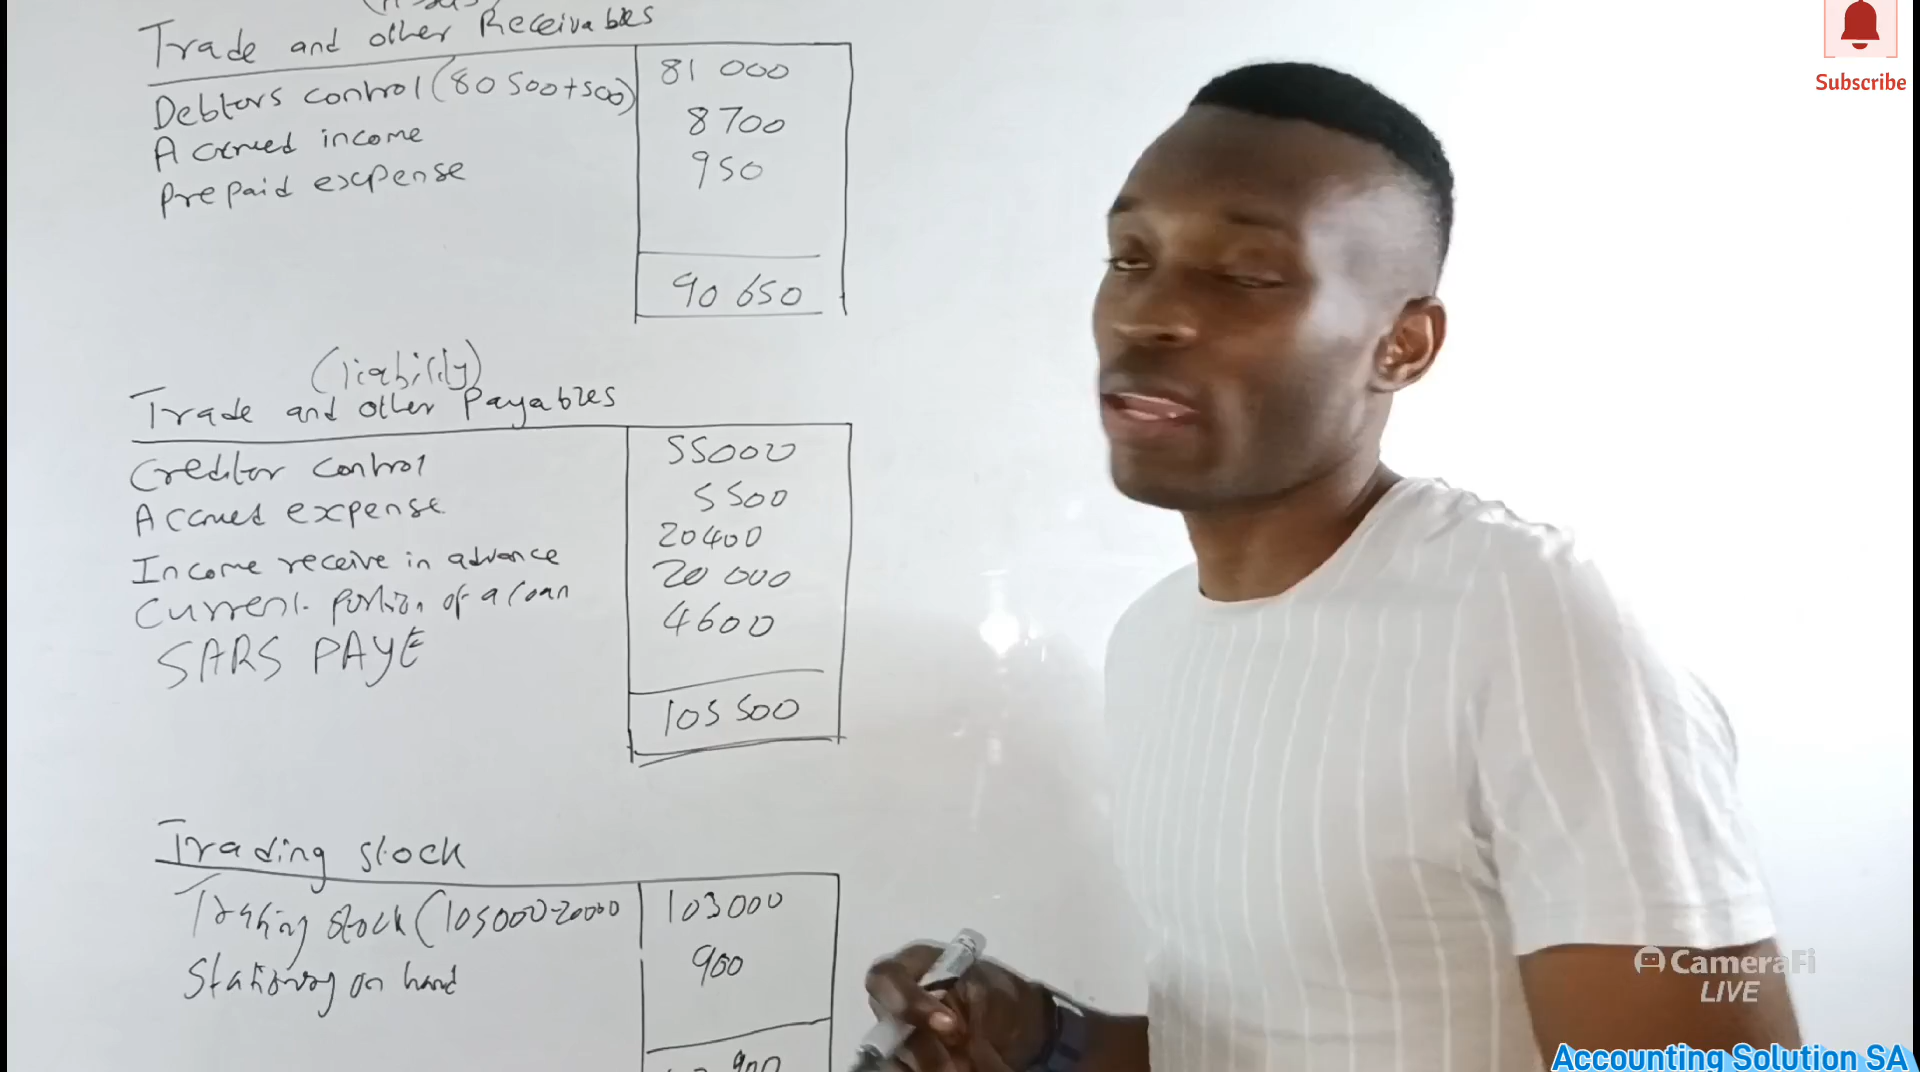 Trade and other Receivables
Debtors control (80 500+500) 81 000
Accrued income 8700
Prepaid expense 950
90 650
(liability)
Trade and other Payables
Creditor control 55000
Accrued expense 5500
Income receive in advance 20400
Current portion of a loan 20 000
SARS PAYE 4600
105 500
Trading stock
Trading stock (105000-20000 103000
Stationery on hand 900
900
Subscribe
CameraFi
LIVE
Accounting Solution SA